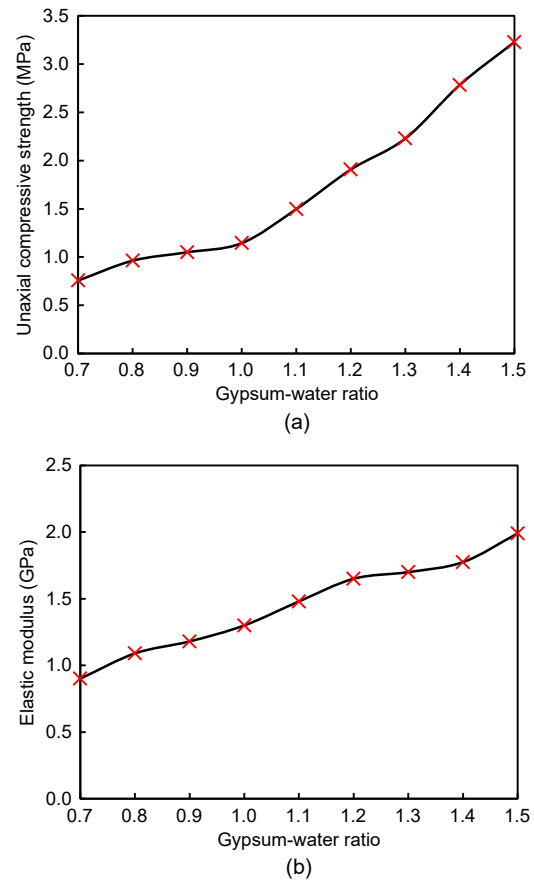 3.5
3.0
2.5
2.0
1.5
1.0
0.5
0.0
Unaxial compressive strength (MPa)
0.7 0.8 0.9 1.0 1.1 1.2 1.3 1.4 1.5
Gypsum-water ratio
(a)
2.5
2.0
1.5
1.0
0.5
0.0
Elastic modulus (GPa)
0.7 0.8 0.9 1.0 1.1 1.2 1.3 1.4 1.5
Gypsum-water ratio
(b)